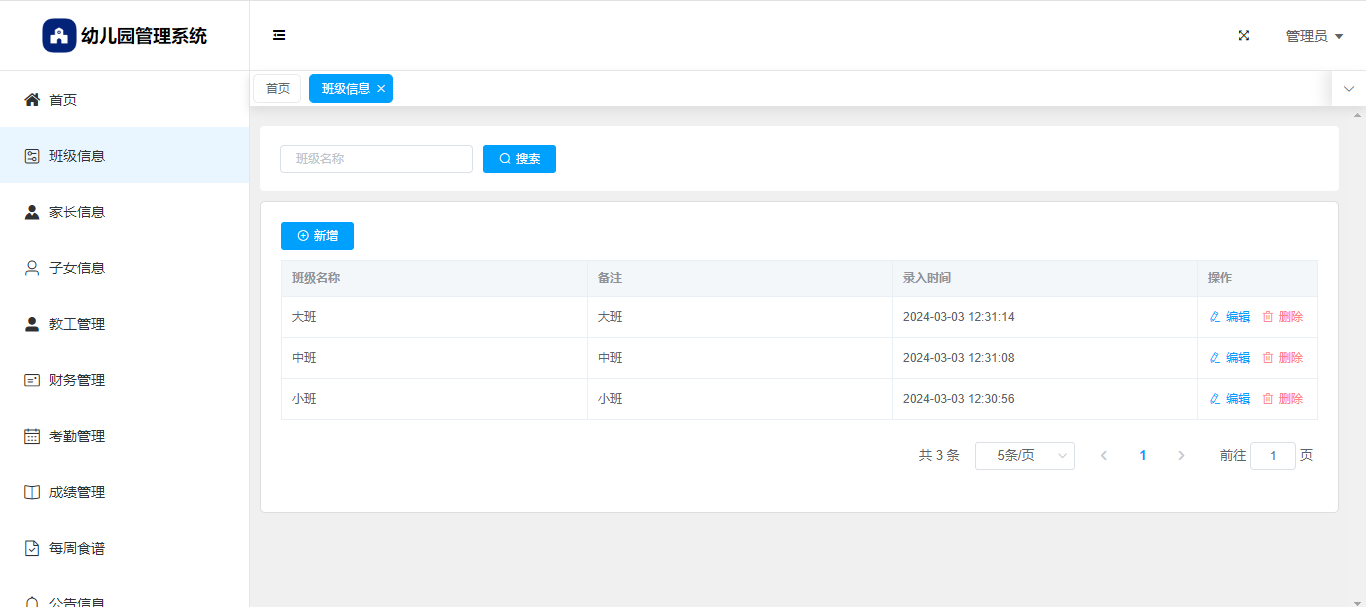 幼儿园管理系统
管理员
首页
班级信息
家长信息
子女信息
教工管理
财务管理
考勤管理
成绩管理
每周食谱
公告信息
首页 班级信息
班级名称 搜索
新增
班级名称 备注 录入时间 操作
大班 大班 2024-03-03 12:31:14 编辑 删除
中班 中班 2024-03-03 12:31:08 编辑 删除
小班 小班 2024-03-03 12:30:56 编辑 删除
共 3 条 5条/页 1 前往 1 页